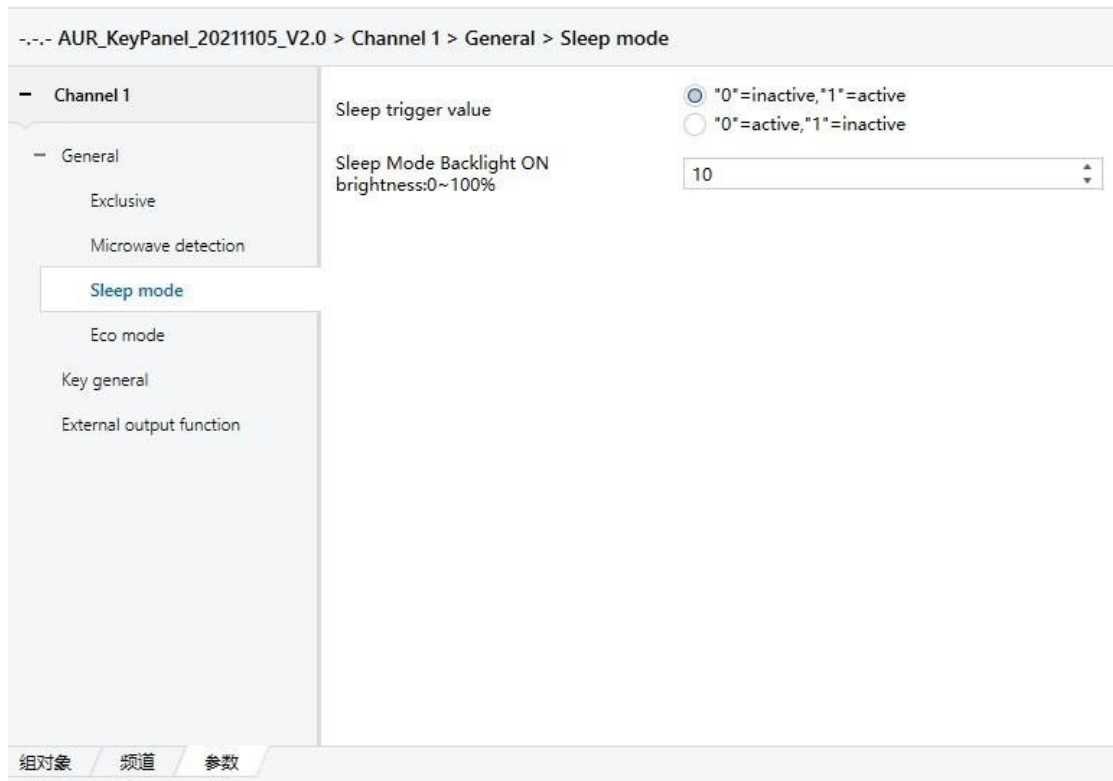 -.-.- AUR_KeyPanel_20211105_V2.0 > Channel 1 > General > Sleep mode
Channel 1
General
Exclusive
Microwave detection
Sleep mode
Eco mode
Key general
External output function
Sleep trigger value
"0"=inactive,"1"=active
"0"=active,"1"=inactive
Sleep Mode Backlight ON
brightness:0~100%
10
组对象 频道 参数